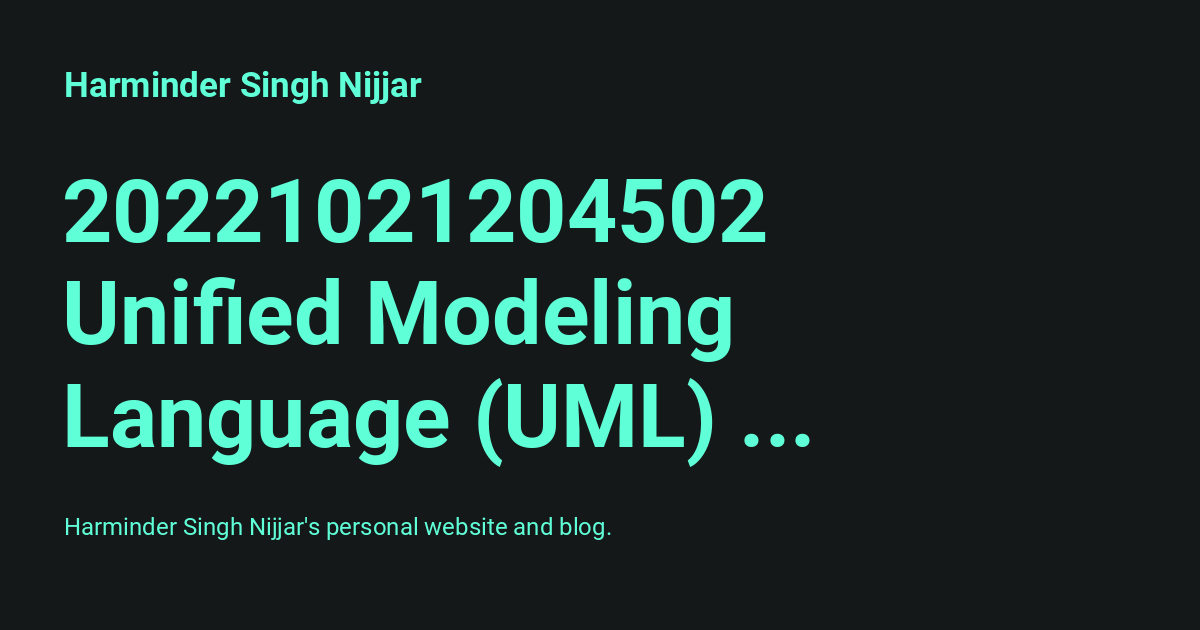 Harminder Singh Nijjar
20221021204502
Unified Modeling
Language (UML) ...
Harminder Singh Nijjar's personal website and blog.